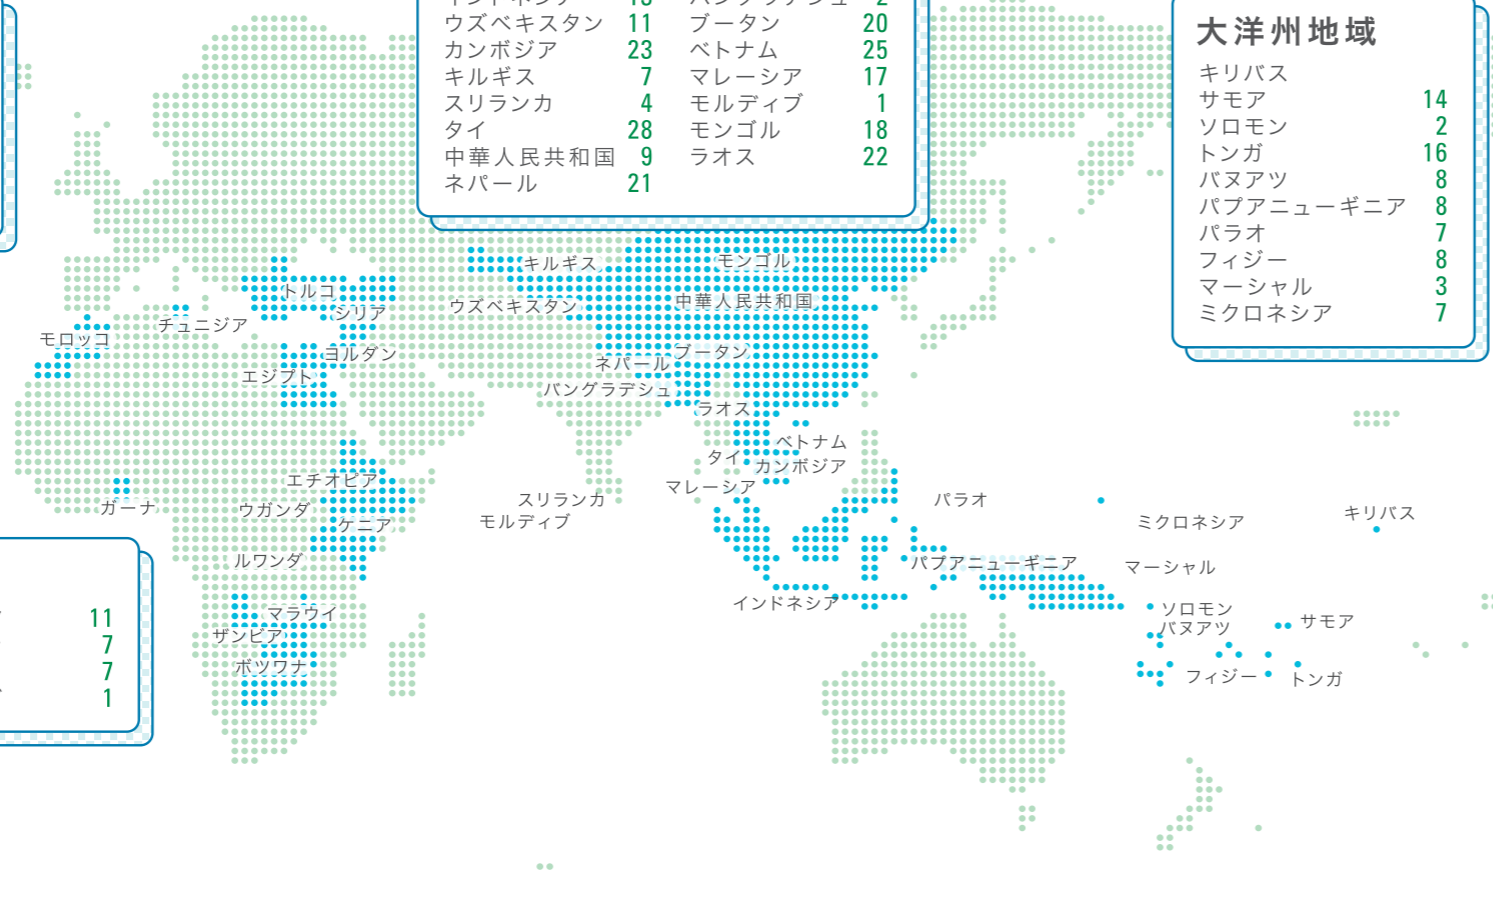 ウズベキスタン 11
カンボジア 23
キルギス 7
スリランカ 4
タイ 28
中華人民共和国 9
ネパール 21
ブータン 20
ベトナム 25
マレーシア 17
モルディブ 1
モンゴル 18
ラオス 22
大洋州地域
キリバス
サモア 14
ソロモン 2
トンガ 16
バヌアツ 8
パプアニューギニア 8
パラオ 7
フィジー 8
マーシャル 3
ミクロネシア 7
キルギス
モンゴル
トルコ
シリア
ウズベキスタン
中華人民共和国
チュニジア
モロッコ
ヨルダン
ブータン
ネパール
エジプト
バングラデシュ
ラオス
ベトナム
タイ
カンボジア
エチオピア
マレーシア
ガーナ
ウガンダ
スリランカ
パラオ
モルディブ
ケニア
ミクロネシア
キリバス
ルワンダ
パプアニューギニア
マーシャル
インドネシア
マラウイ
ザンビア
ソロモン
バヌアツ
サモア
ボツワナ
フィジー
トンガ
11
7
7
1